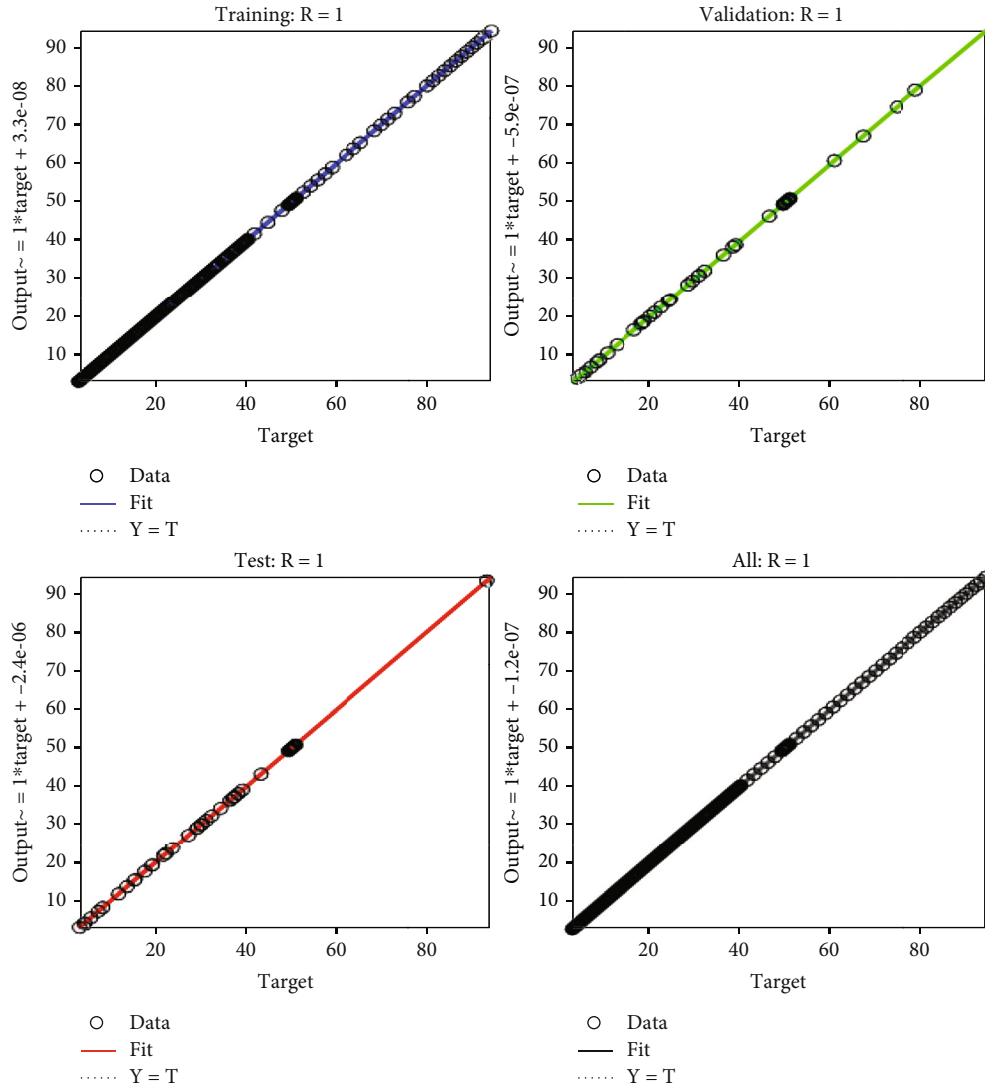 Training: R = 1
Output~ = 1*target + 3.3e-08
90
80
70
60
50
40
30
20
10
20 40 60 80
Target
Data
Fit
Y = T
Validation: R = 1
Output~ = 1*target + −5.9e-07
90
80
70
60
50
40
30
20
10
20 40 60 80
Target
Data
Fit
Y = T
Test: R = 1
Output~ = 1*target + −2.4e-06
90
80
70
60
50
40
30
20
10
20 40 60 80
Target
Data
Fit
Y = T
All: R = 1
Output~ = 1*target + −1.2e-07
90
80
70
60
50
40
30
20
10
20 40 60 80
Target
Data
Fit
Y = T